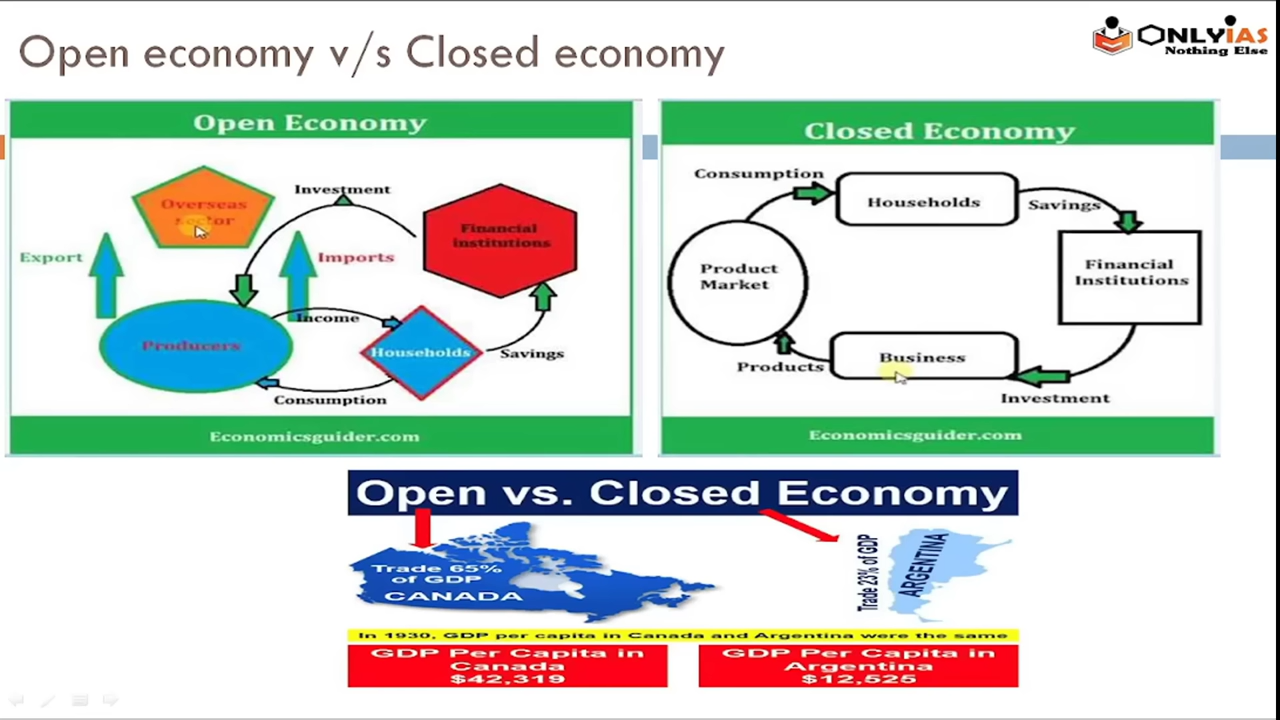 Open economy v/s Closed economy
ONLYIAS
Nothing Else
Open Economy
Overseas
sector
Investment
Financial
institutions
Export
Imports
Income
Producers
Households
Savings
Consumption
Economicsguider.com
Closed Economy
Consumption
Households
Savings
Product
Market
Financial
Institutions
Business
Products
Investment
Economicsguider.com
Open vs. Closed Economy
Trade 65%
of GDP
CANADA
Trade 23% of GDP
ARGENTINA
In 1930, GDP per capita in Canada and Argentina were the same
GDP Per Capita in
Canada
$42,319
GDP Per Capita in
Argentina
$12,525